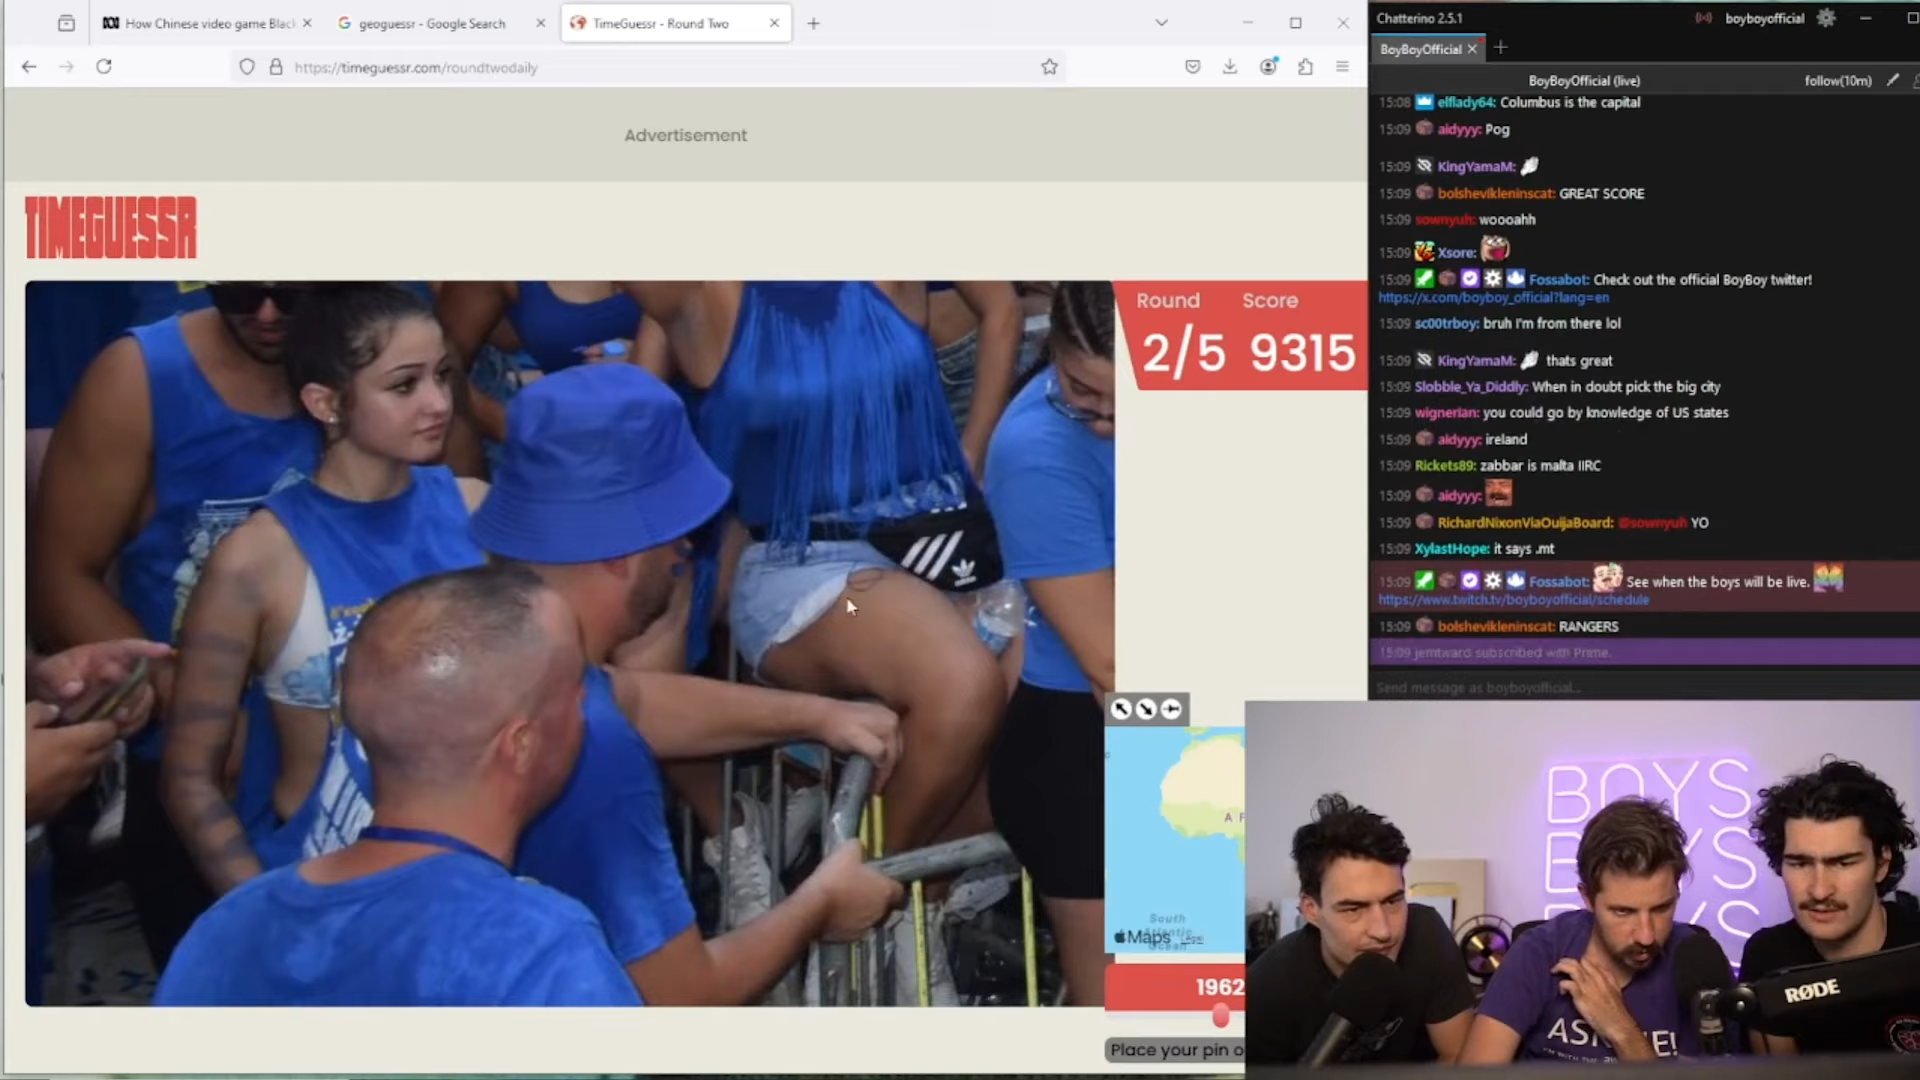 How Chinese video game Black
geoguessr - Google Search
TimeGuessr - Round Two
https://timeguessr.com/roundtwodaily
Advertisement
TIMEGUESSR
Round Score
2/5 9315
A F
South
Atlantic
Ocean
Maps
Legal
1962
Place your pin o
Chatterino 2.5.1
boyboyofficial
BoyBoyOfficial
BoyBoyOfficial (live)
follow(10m)
15:08 elflady64: Columbus is the capital
15:09 aidyyy: Pog
15:09 KingYamaM:
15:09 bolshevikleninscat: GREAT SCORE
15:09 sownyuh: woooahh
15:09 Xsore:
15:09 Fossabot: Check out the official BoyBoy twitter!
https://x.com/boyboy_official?lang=en
15:09 sc00trboy: bruh I'm from there lol
15:09 KingYamaM: thats great
15:09 Slobble_Ya_Diddly: When in doubt pick the big city
15:09 wignerian: you could go by knowledge of US states
15:09 aidyyy: ireland
15:09 Rickets89: zabbar is malta IIRC
15:09 aidyyy:
15:09 RichardNixonViaOuijaBoard: @sownyuh YO
15:09 XylastHope: it says .mt
15:09 Fossabot: See when the boys will be live.
https://www.twitch.tv/boyboyofficial/schedule
15:09 bolshevikleninscat: RANGERS
15:09 jemtward subscribed with Prime.
Send message as boyboyofficial...
BOYS
BOYS
RØDE